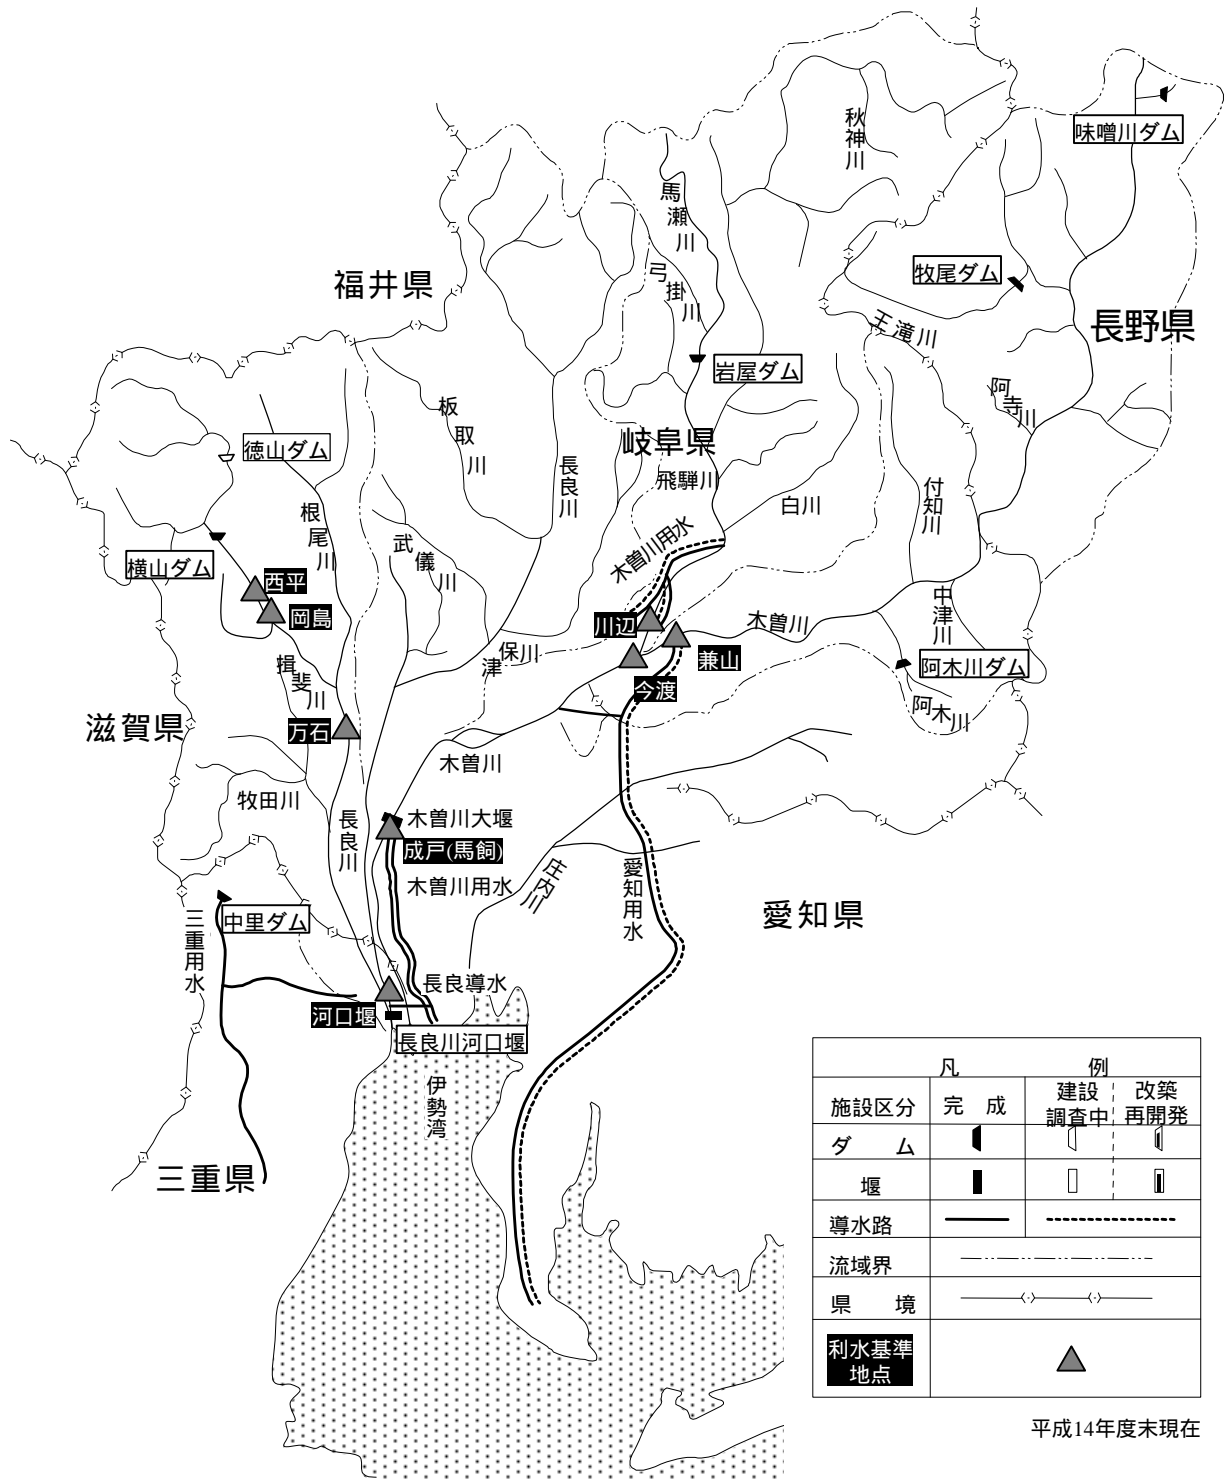 秋神川
味噌川ダム
馬瀬川
弓掛川
牧尾ダム
福井県
王滝川
長野県
岩屋ダム
阿寺川
板取川
岐阜県
徳山ダム
長良川
飛騨川
白川
付知川
根尾川
武儀川
木曽川用水
横山ダム
西平
岡島
川辺
木曽川
中津川
兼山
津保川
阿木川ダム
揖斐川
今渡
阿木川
滋賀県
万石
木曽川
牧田川
長良川
木曽川大堰
成戸(馬飼)
木曽川用水
庄内川
愛知用水
愛知県
中里ダム
三重用水
長良導水
河口堰
長良川河口堰
伊勢湾
三重県
凡 例
施設区分 完 成 建設調査中 改築再開発
ダ ム
堰
導水路
流域界
県 境
利水基準地点
平成14年度末現在